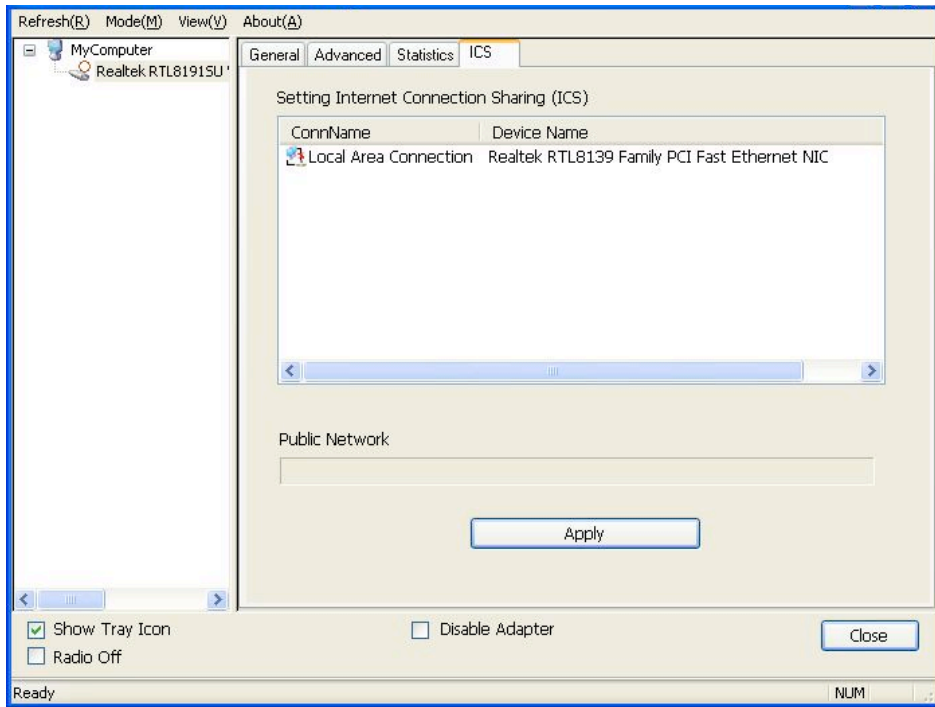 Refresh(R) Mode(M) View(V) About(A)
MyComputer
Realtek RTL8191SU '
General Advanced Statistics ICS
Setting Internet Connection Sharing (ICS)
ConnName Device Name
Local Area Connection Realtek RTL8139 Family PCI Fast Ethernet NIC
Public Network
Apply
Show Tray Icon Disable Adapter Close
Radio Off
Ready NUM